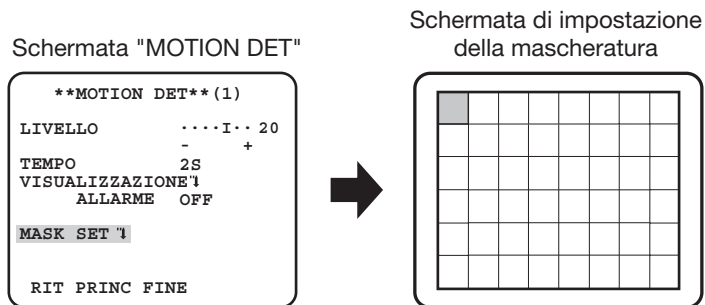 Schermata "MOTION DET"
**MOTION DET**(1)
LIVELLO ····I·· 20
- +
TEMPO 2S
VISUALIZZAZIONE
ALLARME OFF
MASK SET
RIT PRINC FINE
Schermata di impostazione
della mascheratura